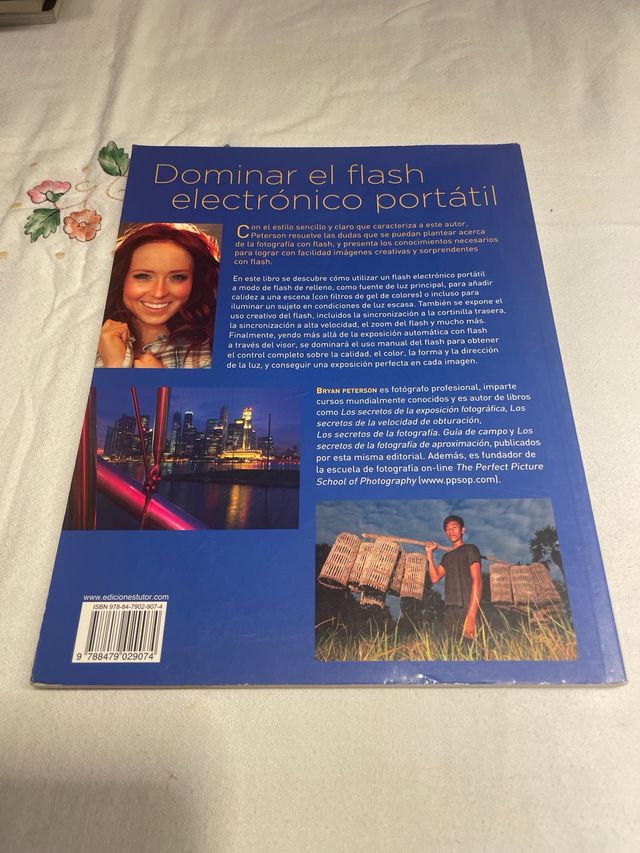 Dominar el flash
electrónico portátil
Con el estilo sencillo y claro que caracteriza a este autor,
Peterson resuelve las dudas que se puedan plantear acerca
de la fotografía con flash, y presenta los conocimientos necesarios
para lograr con facilidad imágenes creativas y sorprendentes
con flash.
En este libro se descubre cómo utilizar un flash electrónico portátil
a modo de flash de relleno, como fuente de luz principal, para añadir
calidez a una escena (con filtros de gel de colores) o incluso para
iluminar un sujeto en condiciones de luz escasa. También se expone el
uso creativo del flash, incluidos la sincronización a la cortinilla trasera,
la sincronización a alta velocidad, el zoom del flash y mucho más.
Finalmente, yendo más allá de la exposición automática con flash
a través del visor, se dominará el uso manual del flash para obtener
el control completo sobre la calidad, el color, la forma y la dirección
de la luz, y conseguir una exposición perfecta en cada imagen.
BRYAN PETERSON es fotógrafo profesional, imparte
cursos mundialmente conocidos y es autor de libros
como Los secretos de la exposición fotográfica, Los
secretos de la velocidad de obturación,
Los secretos de la fotografía. Guía de campo y Los
secretos de la fotografía de aproximación, publicados
por esta misma editorial. Además, es fundador de
la escuela de fotografía on-line The Perfect Picture
School of Photography (www.ppsop.com).
www.edicionestutor.com
ISBN 978-84-7902-907-4
9 788479 029074